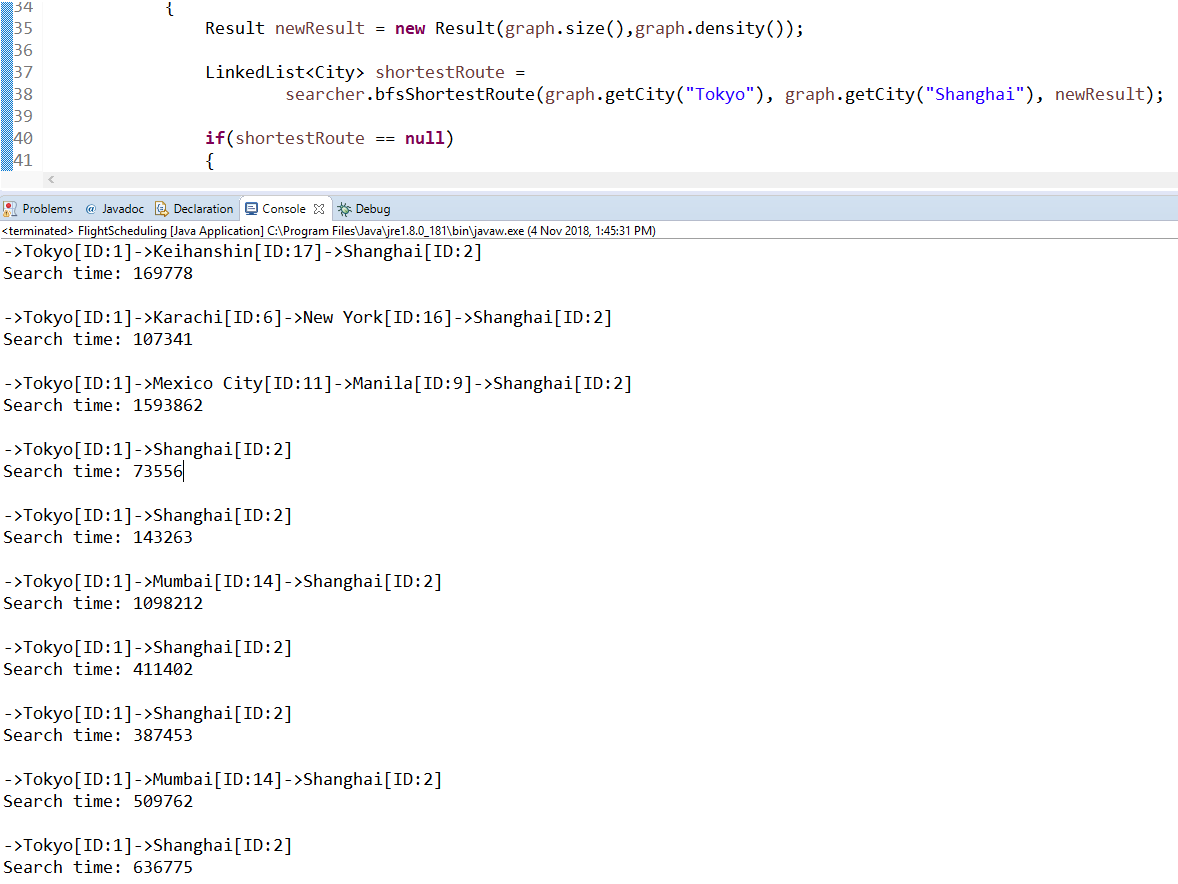 34 {
35 Result newResult = new Result(graph.size(),graph.density());
36
37 LinkedList<City> shortestRoute =
38 searcher.bfsShortestRoute(graph.getCity("Tokyo"), graph.getCity("Shanghai"), newResult);
39
40 if(shortestRoute == null)
41 {
Problems @ Javadoc Declaration Console Debug
<terminated> FlightScheduling [Java Application] C:\Program Files\Java\jre1.8.0_181\bin\javaw.exe (4 Nov 2018, 1:45:31 PM)
->Tokyo[ID:1]->Keihanshin[ID:17]->Shanghai[ID:2]
Search time: 169778
->Tokyo[ID:1]->Karachi[ID:6]->New York[ID:16]->Shanghai[ID:2]
Search time: 107341
->Tokyo[ID:1]->Mexico City[ID:11]->Manila[ID:9]->Shanghai[ID:2]
Search time: 1593862
->Tokyo[ID:1]->Shanghai[ID:2]
Search time: 73556
->Tokyo[ID:1]->Shanghai[ID:2]
Search time: 143263
->Tokyo[ID:1]->Mumbai[ID:14]->Shanghai[ID:2]
Search time: 1098212
->Tokyo[ID:1]->Shanghai[ID:2]
Search time: 411402
->Tokyo[ID:1]->Shanghai[ID:2]
Search time: 387453
->Tokyo[ID:1]->Mumbai[ID:14]->Shanghai[ID:2]
Search time: 509762
->Tokyo[ID:1]->Shanghai[ID:2]
Search time: 636775